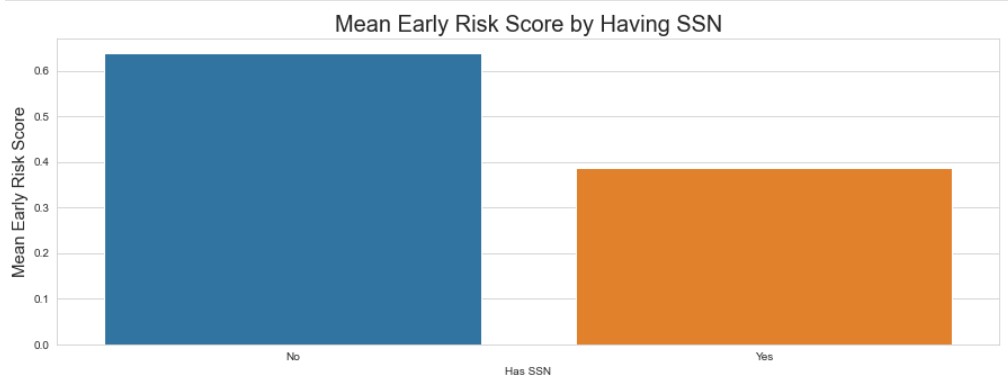 Mean Early Risk Score by Having SSN
Mean Early Risk Score
0.6
0.5
0.4
0.3
0.2
0.1
0.0
No Yes
Has SSN